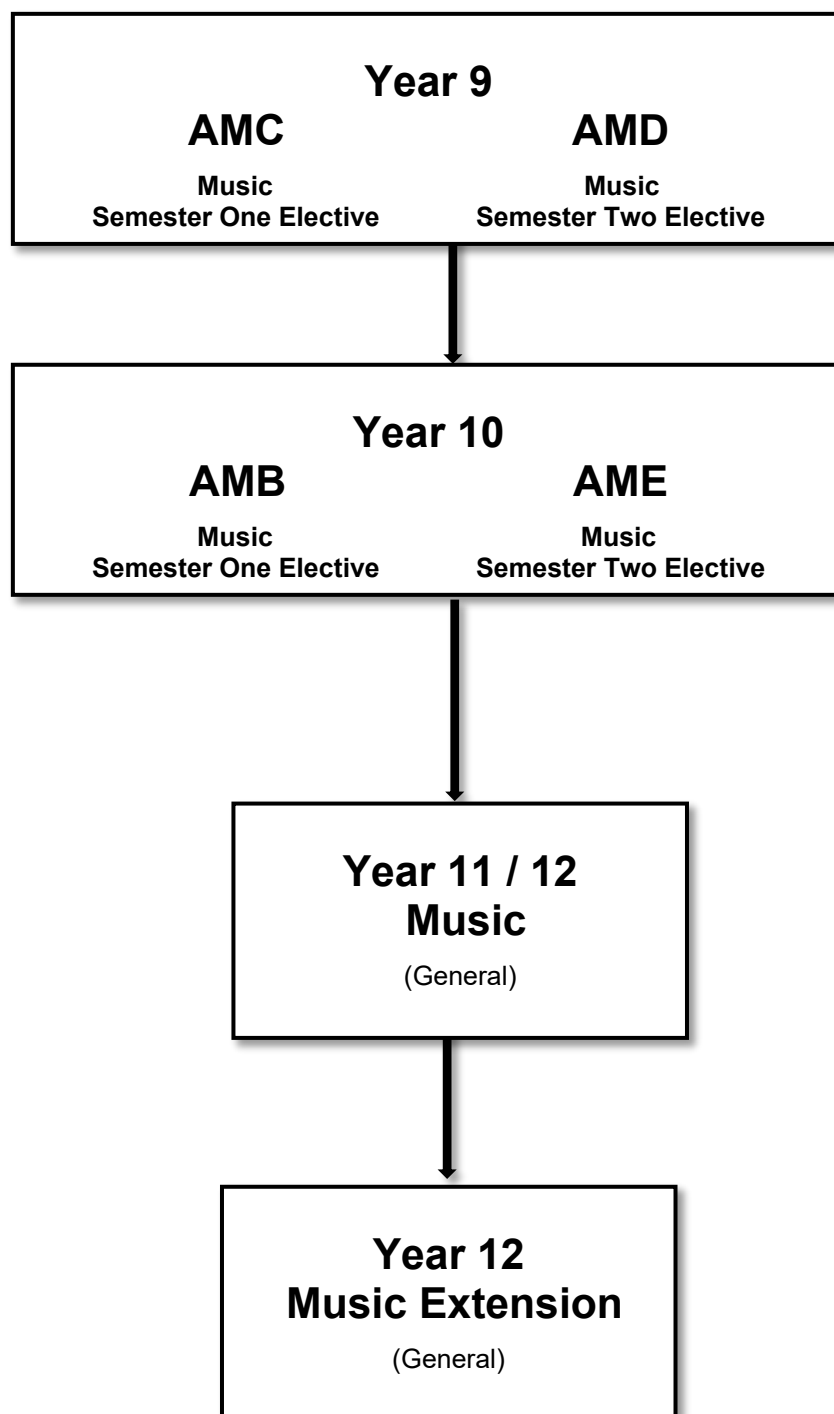 Year 9
AMC AMD
Music Music
Semester One Elective Semester Two Elective
Year 10
AMB AME
Music Music
Semester One Elective Semester Two Elective
Year 11 / 12
Music
(General)
Year 12
Music Extension
(General)